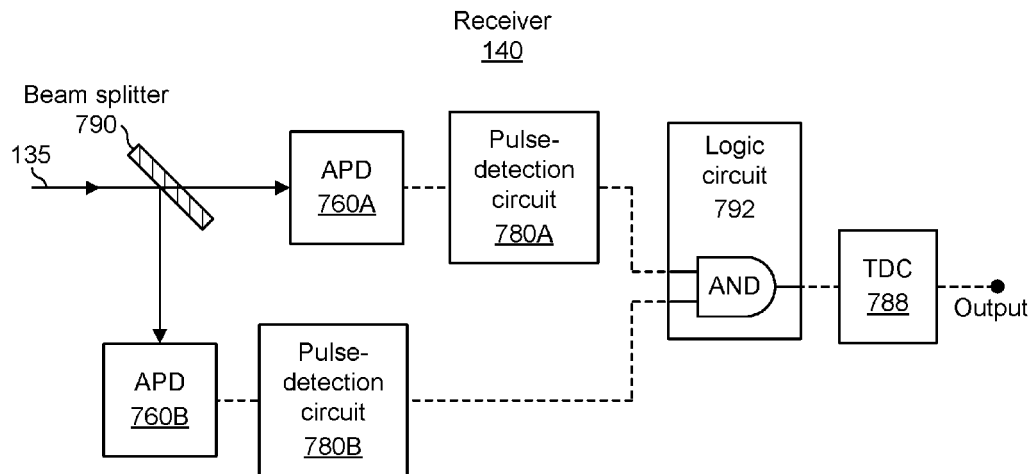 Receiver
140
Beam splitter
790
135
APD
760A
Pulse-
detection
circuit
780A
Logic
circuit
792
AND
TDC
788
Output
APD
760B
Pulse-
detection
circuit
780B